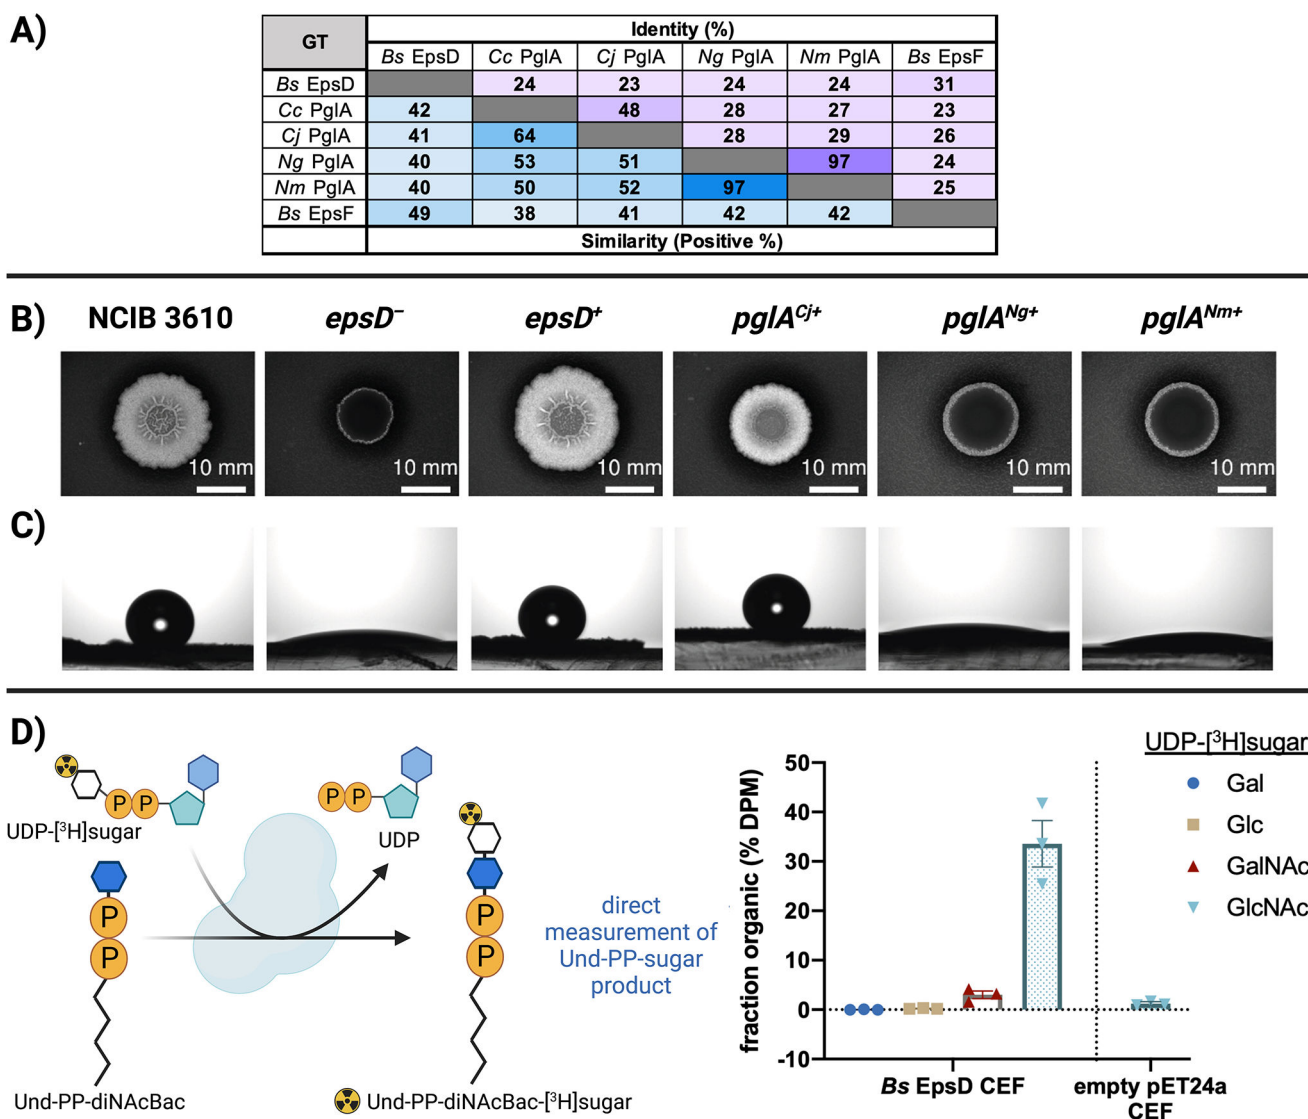 A)
GT
Identity (%)
Bs EpsD Cc PglA Cj PglA Ng PglA Nm PglA Bs EpsF
Bs EpsD 24 23 24 24 31
Cc PglA 42 48 28 27 23
Cj PglA 41 64 28 29 26
Ng PglA 40 53 51 97 24
Nm PglA 40 50 52 97 25
Bs EpsF 49 38 41 42 42
Similarity (Positive %)
B)
NCIB 3610 epsD⁻ epsD⁺ pglA^Cj+ pglA^Ng+ pglA^Nm+
10 mm 10 mm 10 mm 10 mm 10 mm 10 mm
C)
D)
P P
UDP-[³H]sugar
P P
UDP
P
P
Und-PP-diNAcBac
P
P
Und-PP-diNAcBac-[³H]sugar
direct
measurement of
Und-PP-sugar
product
fraction organic (% DPM)
50
40
30
20
10
0
-10
Bs EpsD CEF
empty pET24a
CEF
UDP-[³H]sugar
Gal
Glc
GalNAc
GlcNAc